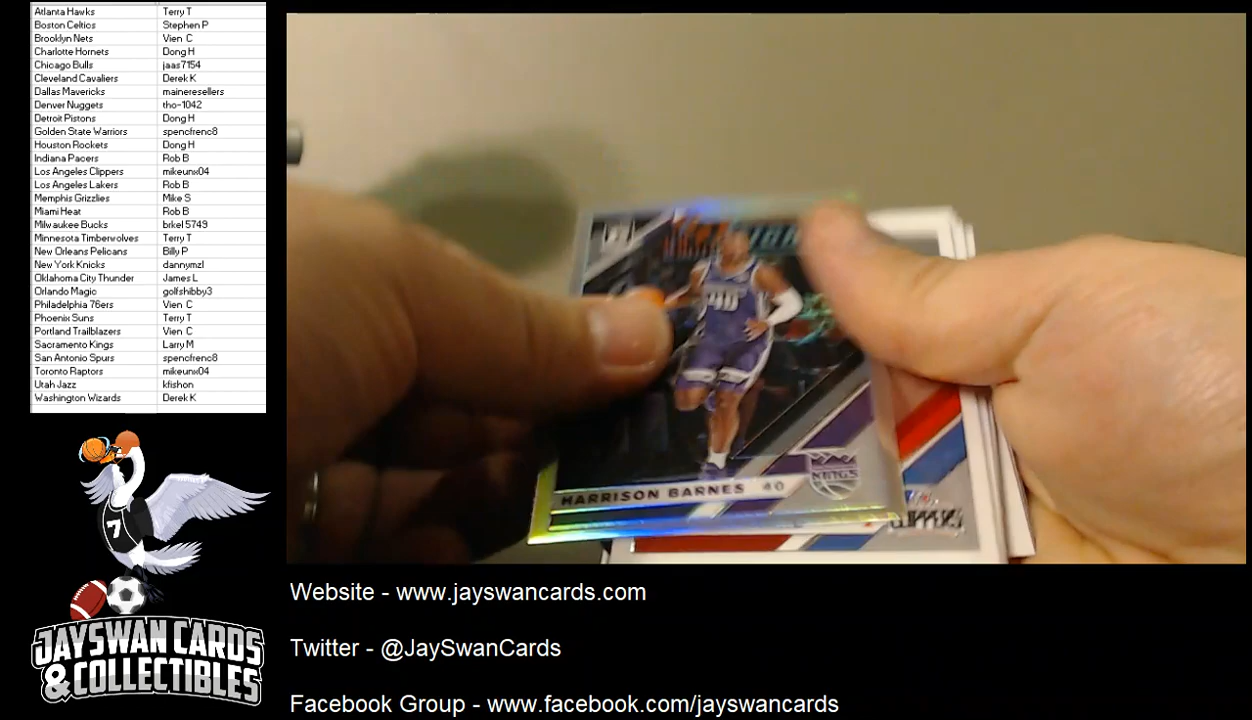 Atlanta Hawks Terry T
Boston Celtics Stephen P
Brooklyn Nets Vien C
Charlotte Hornets Dong H
Chicago Bulls jaas7154
Cleveland Cavaliers Derek K
Dallas Mavericks maineresellers
Denver Nuggets tho-1042
Detroit Pistons Dong H
Golden State Warriors spencfrenc8
Houston Rockets Dong H
Indiana Pacers Rob B
Los Angeles Clippers mikeunx04
Los Angeles Lakers Rob B
Memphis Grizzlies Mike S
Miami Heat Rob B
Milwaukee Bucks brkel5749
Minnesota Timberwolves Terry T
New Orleans Pelicans Billy P
New York Knicks dannymzl
Oklahoma City Thunder James L
Orlando Magic golfshibby3
Philadelphia 76ers Vien C
Phoenix Suns Terry T
Portland Trailblazers Vien C
Sacramento Kings Larry M
San Antonio Spurs spencfrenc8
Toronto Raptors mikeunx04
Utah Jazz kfishon
Washington Wizards Derek K
7
JAYSWAN CARDS
& COLLECTIBLES
40
HARRISON BARNES 40
KINGS
CLIPPERS
Website - www.jayswancards.com
Twitter - @JaySwanCards
Facebook Group - www.facebook.com/jayswancards